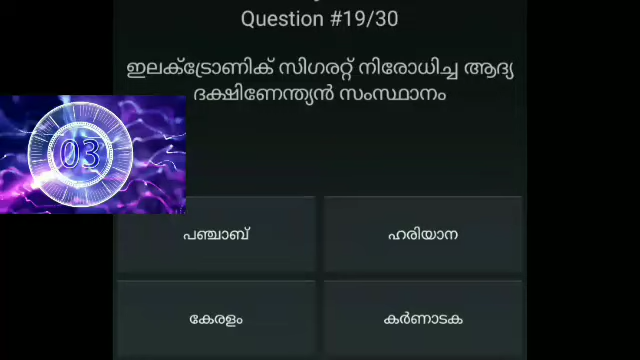 Question #19/30
ഇലക്ട്രോണിക് സിഗരറ്റ് നിരോധിച്ച ആദ്യ
ദക്ഷിണേന്ത്യൻ സംസ്ഥാനം
03
പഞ്ചാബ്
ഹരിയാന
കേരളം
കർണാടക